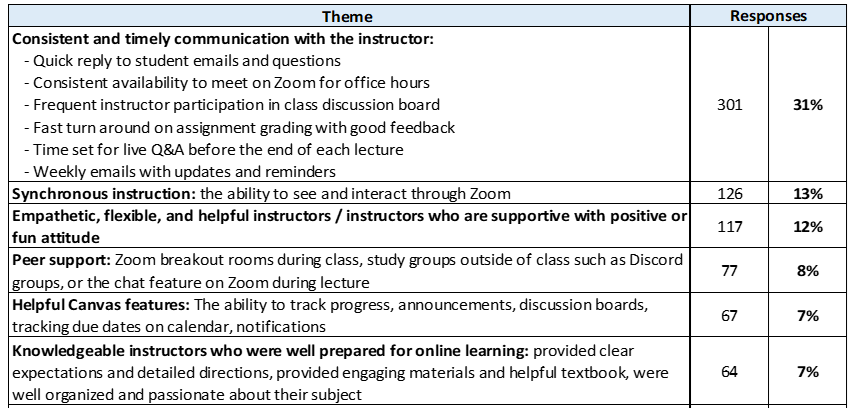 Theme Responses
Consistent and timely communication with the instructor:
- Quick reply to student emails and questions
- Consistent availability to meet on Zoom for office hours
- Frequent instructor participation in class discussion board
- Fast turn around on assignment grading with good feedback
- Time set for live Q&A before the end of each lecture
- Weekly emails with updates and reminders
301 31%
Synchronous instruction: the ability to see and interact through Zoom 126 13%
Empathetic, flexible, and helpful instructors / instructors who are supportive with positive or
fun attitude
117 12%
Peer support: Zoom breakout rooms during class, study groups outside of class such as Discord
groups, or the chat feature on Zoom during lecture
77 8%
Helpful Canvas features: The ability to track progress, announcements, discussion boards,
tracking due dates on calendar, notifications
67 7%
Knowledgeable instructors who were well prepared for online learning: provided clear
expectations and detailed directions, provided engaging materials and helpful textbook, were
well organized and passionate about their subject
64 7%